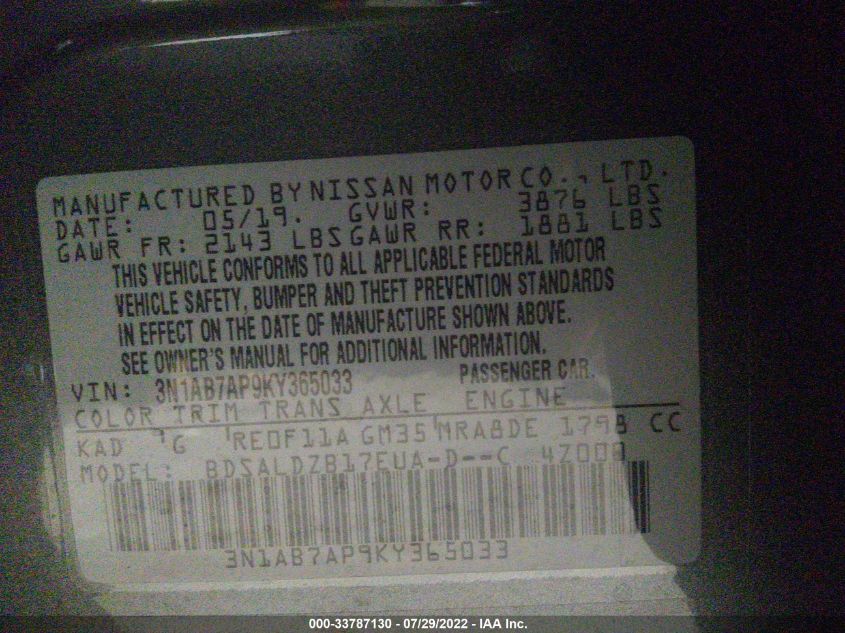 MANUFACTURED BY NISSAN MOTOR CO., LTD.
DATE: 05/19. GVWR: 3876 LBS
GAWR FR: 2143 LBS GAWR RR: 1881 LBS
THIS VEHICLE CONFORMS TO ALL APPLICABLE FEDERAL MOTOR
VEHICLE SAFETY, BUMPER AND THEFT PREVENTION STANDARDS
IN EFFECT ON THE DATE OF MANUFACTURE SHOWN ABOVE.
SEE OWNER'S MANUAL FOR ADDITIONAL INFORMATION.
VIN: 3N1AB7AP9KY365033 PASSENGER CAR.
COLOR TRIM TRANS AXLE ENGINE
KAD G RE0F11A GM35 MRA8DE 1798 CC
MODEL: BDSALDZB17EUA-D--C 4Z000
3N1AB7AP9KY365033
000-33787130 - 07/29/2022 - IAA Inc.